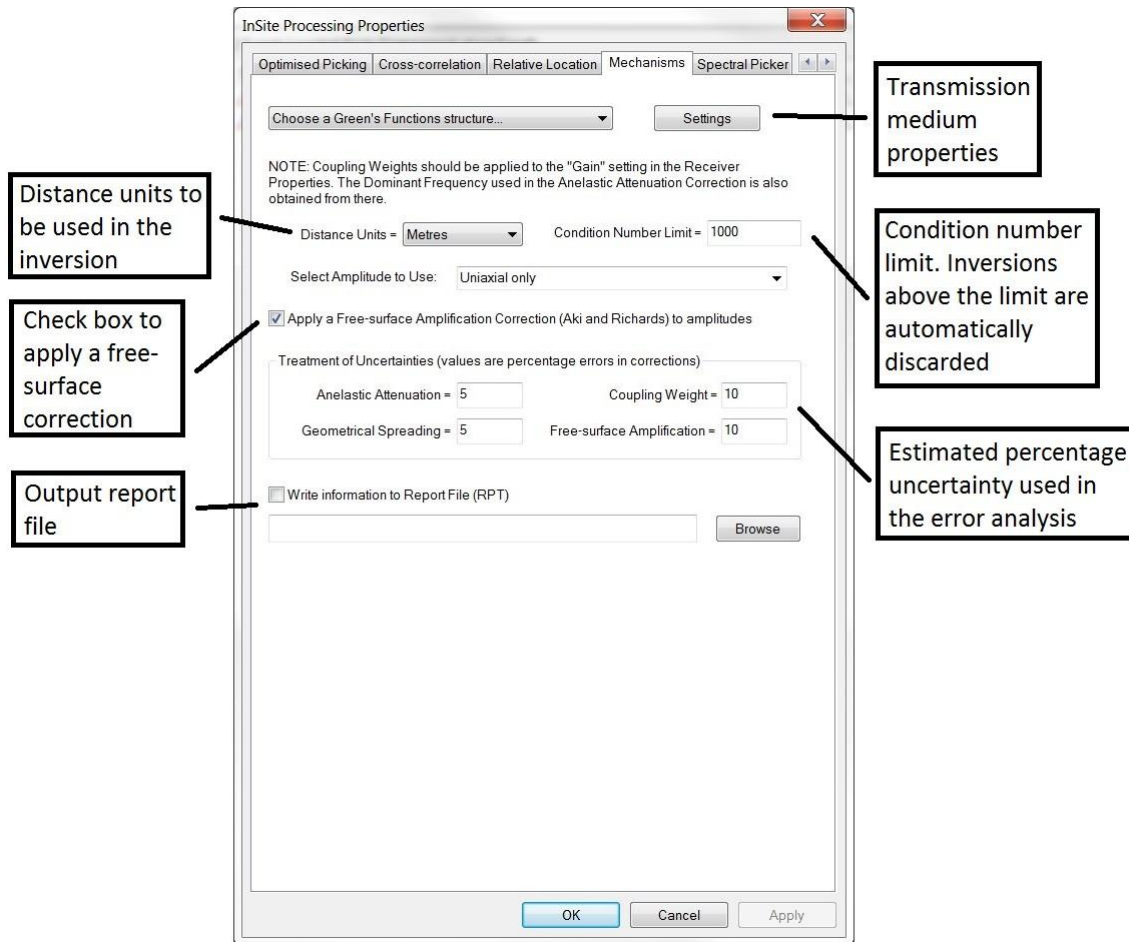 InSite Processing Properties
Optimised Picking
Cross-correlation
Relative Location
Mechanisms
Spectral Picker
Choose a Green's Functions structure...
Settings
NOTE: Coupling Weights should be applied to the "Gain" setting in the Receiver
Properties. The Dominant Frequency used in the Anelastic Attenuation Correction is also
obtained from there.
Distance Units = Metres
Condition Number Limit = 1000
Select Amplitude to Use: Uniaxial only
Apply a Free-surface Amplification Correction (Aki and Richards) to amplitudes
Treatment of Uncertainties (values are percentage errors in corrections)
Anelastic Attenuation = 5
Coupling Weight = 10
Geometrical Spreading = 5
Free-surface Amplification = 10
Write information to Report File (RPT)
Browse
OK
Cancel
Apply
Distance units to
be used in the
inversion
Check box to
apply a free-
surface
correction
Output report
file
Transmission
medium
properties
Condition number
limit. Inversions
above the limit are
automatically
discarded
Estimated percentage
uncertainty used in
the error analysis